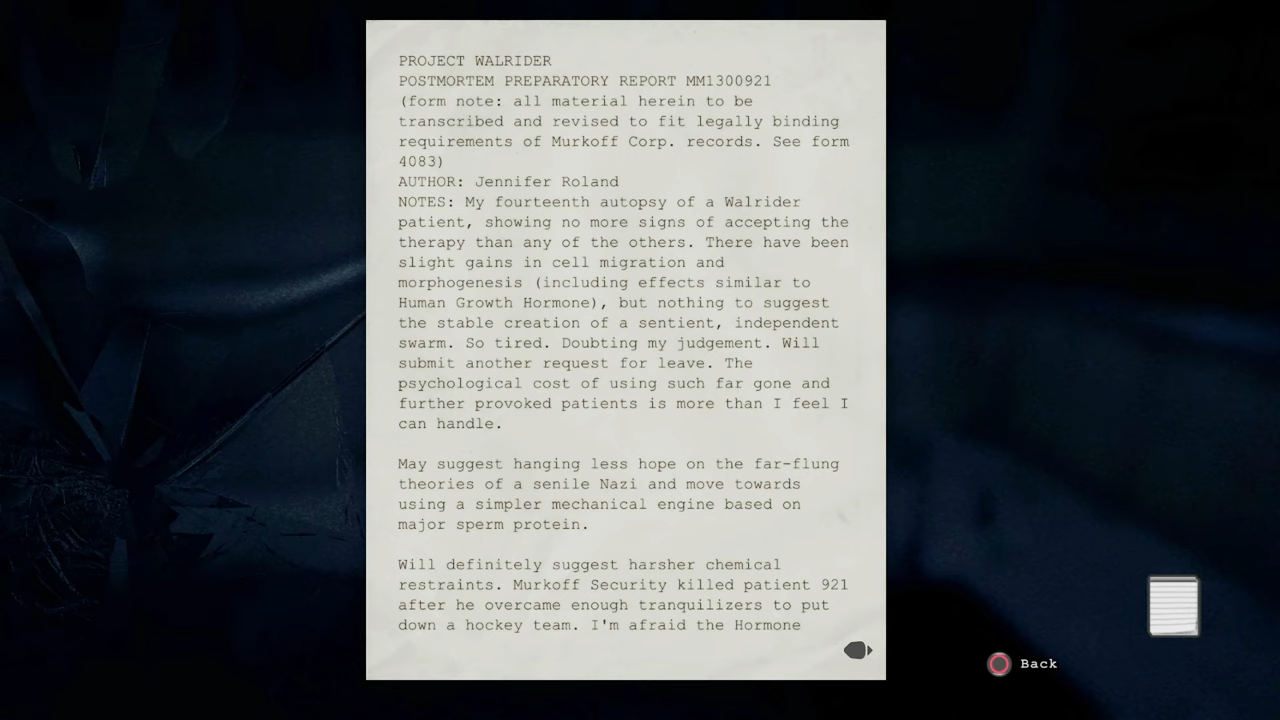 PROJECT WALRIDER
POSTMORTEM PREPARATORY REPORT MM1300921
(form note: all material herein to be
transcribed and revised to fit legally binding
requirements of Murkoff Corp. records. See form
4083)
AUTHOR: Jennifer Roland
NOTES: My fourteenth autopsy of a Walrider
patient, showing no more signs of accepting the
therapy than any of the others. There have been
slight gains in cell migration and
morphogenesis (including effects similar to
Human Growth Hormone), but nothing to suggest
the stable creation of a sentient, independent
swarm. So tired. Doubting my judgement. Will
submit another request for leave. The
psychological cost of using such far gone and
further provoked patients is more than I feel I
can handle.
May suggest hanging less hope on the far-flung
theories of a senile Nazi and move towards
using a simpler mechanical engine based on
major sperm protein.
Will definitely suggest harsher chemical
restraints. Murkoff Security killed patient 921
after he overcame enough tranquilizers to put
down a hockey team. I'm afraid the Hormone
Back